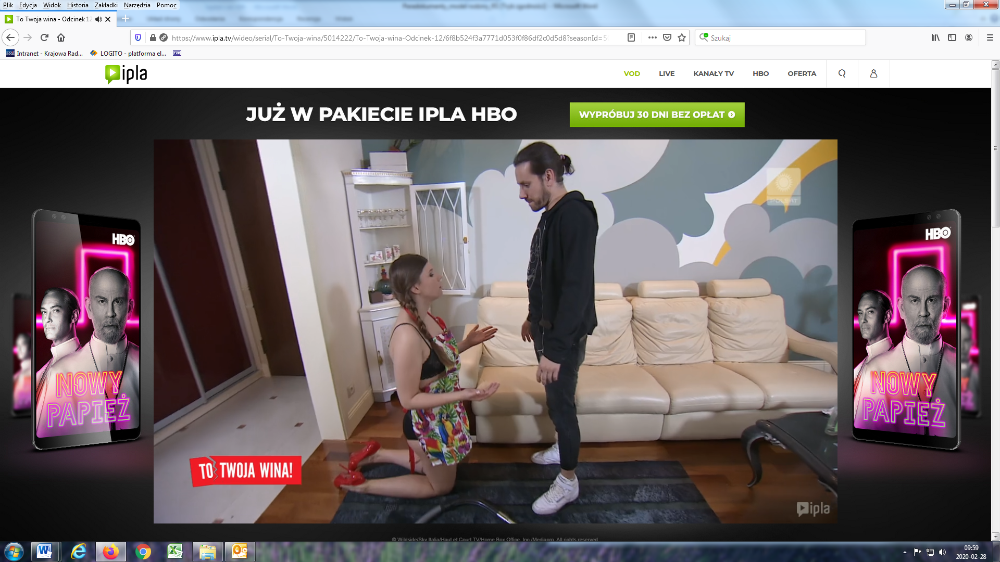 Plik Edycja Widok Historia Zakładki Narzędzia Pomoc
To Twoja wina - Odcinek 12
https://www.ipla.tv/wideo/serial/To-Twoja-wina/5014222/To-Twoja-wina-Odcinek-12/6f8b524f3a7771d053f0f86df2c0d5d8?seasonId=5
Szukaj
Intranet - Krajowa Rad... LOGITO - platforma el...
ipla
VOD LIVE KANAŁY TV HBO OFERTA
JUŻ W PAKIECIE IPLA HBO
WYPRÓBUJ 30 DNI BEZ OPŁAT
POLSAT
HBO
NOWY
PAPIEŻ
HBO
NOWY
PAPIEŻ
TO TWOJA WINA!
ipla
© Wildside/Sky Italia/Haut et Court TV/Home Box Office, Inc./Mediapro. All rights reserved
09:59
2020-02-28